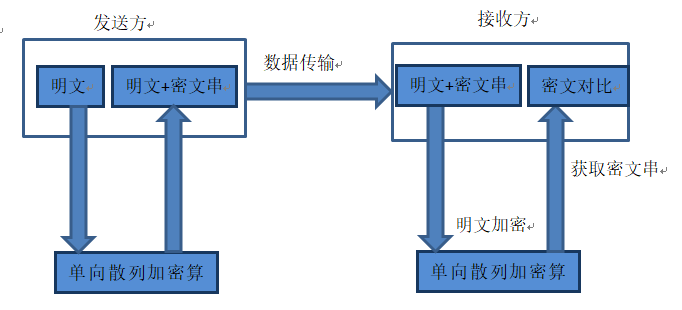 发送方
接收方
数据传输
明文
明文+密文串
明文+密文串
密文对比
获取密文串
明文加密
单向散列加密算
单向散列加密算